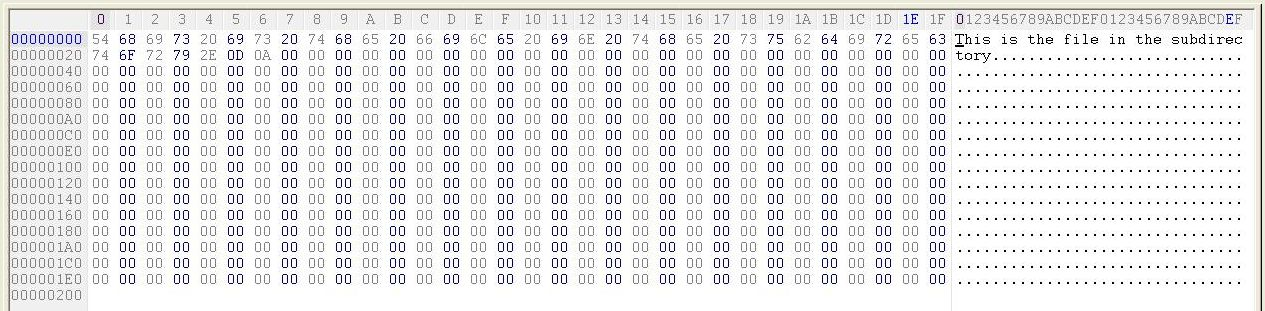 0 1 2 3 4 5 6 7 8 9 A B C D E F 10 11 12 13 14 15 16 17 18 19 1A 1B 1C 1D 1E 1F 0123456789ABCDEF0123456789ABCDEF
00000000 54 68 69 73 20 69 73 20 74 68 65 20 66 69 6C 65 20 69 6E 20 74 68 65 20 73 75 62 64 69 72 65 63 This is the file in the subdirec
00000020 74 6F 72 79 2E 0D 0A 00 00 00 00 00 00 00 00 00 00 00 00 00 00 00 00 00 00 00 00 00 00 00 00 00 tory............................
00000040 00 00 00 00 00 00 00 00 00 00 00 00 00 00 00 00 00 00 00 00 00 00 00 00 00 00 00 00 00 00 00 00 ................................
00000060 00 00 00 00 00 00 00 00 00 00 00 00 00 00 00 00 00 00 00 00 00 00 00 00 00 00 00 00 00 00 00 00 ................................
00000080 00 00 00 00 00 00 00 00 00 00 00 00 00 00 00 00 00 00 00 00 00 00 00 00 00 00 00 00 00 00 00 00 ................................
000000A0 00 00 00 00 00 00 00 00 00 00 00 00 00 00 00 00 00 00 00 00 00 00 00 00 00 00 00 00 00 00 00 00 ................................
000000C0 00 00 00 00 00 00 00 00 00 00 00 00 00 00 00 00 00 00 00 00 00 00 00 00 00 00 00 00 00 00 00 00 ................................
000000E0 00 00 00 00 00 00 00 00 00 00 00 00 00 00 00 00 00 00 00 00 00 00 00 00 00 00 00 00 00 00 00 00 ................................
00000100 00 00 00 00 00 00 00 00 00 00 00 00 00 00 00 00 00 00 00 00 00 00 00 00 00 00 00 00 00 00 00 00 ................................
00000120 00 00 00 00 00 00 00 00 00 00 00 00 00 00 00 00 00 00 00 00 00 00 00 00 00 00 00 00 00 00 00 00 ................................
00000140 00 00 00 00 00 00 00 00 00 00 00 00 00 00 00 00 00 00 00 00 00 00 00 00 00 00 00 00 00 00 00 00 ................................
00000160 00 00 00 00 00 00 00 00 00 00 00 00 00 00 00 00 00 00 00 00 00 00 00 00 00 00 00 00 00 00 00 00 ................................
00000180 00 00 00 00 00 00 00 00 00 00 00 00 00 00 00 00 00 00 00 00 00 00 00 00 00 00 00 00 00 00 00 00 ................................
000001A0 00 00 00 00 00 00 00 00 00 00 00 00 00 00 00 00 00 00 00 00 00 00 00 00 00 00 00 00 00 00 00 00 ................................
000001C0 00 00 00 00 00 00 00 00 00 00 00 00 00 00 00 00 00 00 00 00 00 00 00 00 00 00 00 00 00 00 00 00 ................................
000001E0 00 00 00 00 00 00 00 00 00 00 00 00 00 00 00 00 00 00 00 00 00 00 00 00 00 00 00 00 00 00 00 00 ................................
00000200